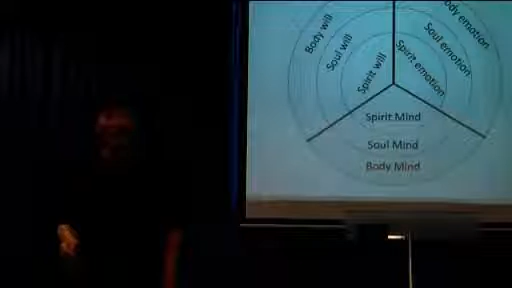 Body will
Soul will
Spirit will
Body emotion
Soul emotion
Spirit emotion
Spirit Mind
Soul Mind
Body Mind